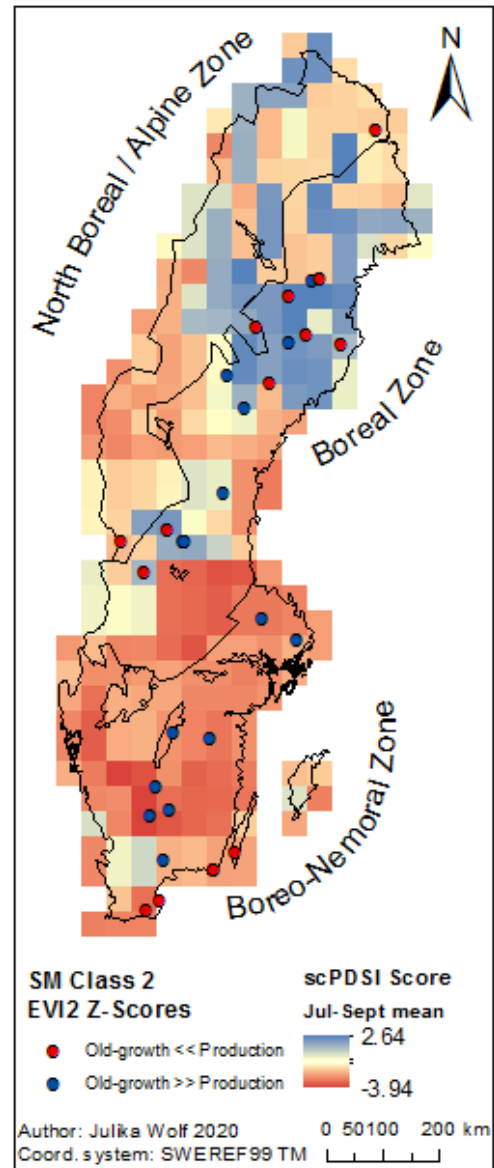 N
North Boreal / Alpine Zone
Boreal Zone
Boreo-Nemoral Zone
SM Class 2
EVI2 Z-Scores
Old-growth << Production
Old-growth >> Production
scPDSI Score
Jul-Sept mean
2.64
-3.94
Author: Julika Wolf 2020
Coord. system: SWEREF99 TM
0 50100 200 km